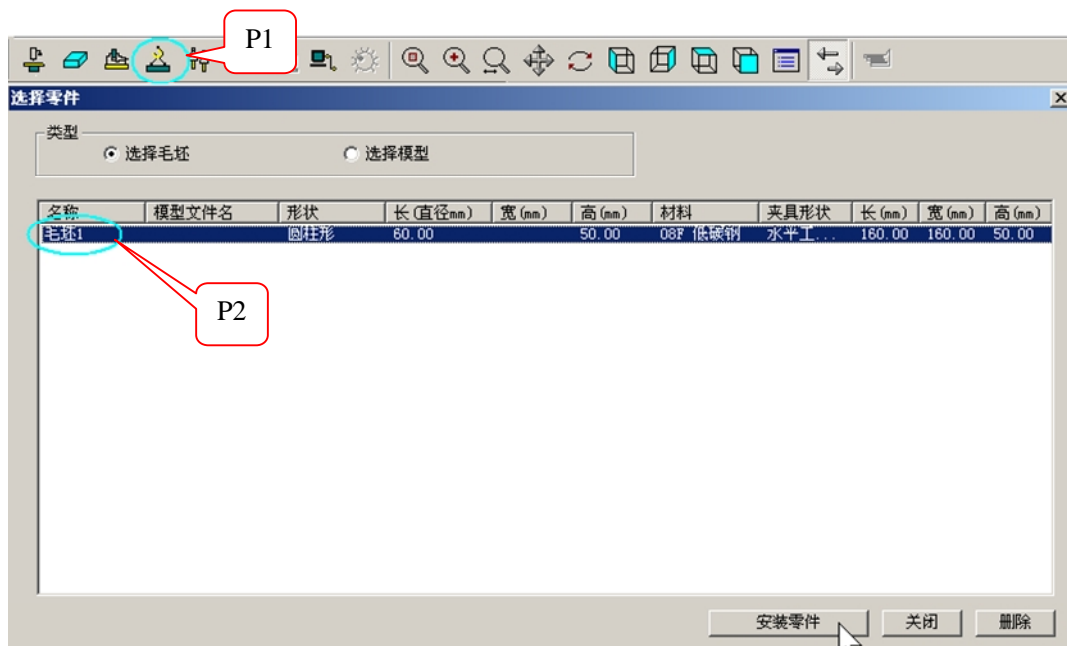 P1
选择零件
类型
选择毛坯 选择模型
名称 模型文件名 形状 长(直径mm) 宽(mm) 高(mm) 材料 夹具形状 长(mm) 宽(mm) 高(mm)
毛坯1 圆柱形 60.00 50.00 08F 低碳钢 水平工... 160.00 160.00 50.00
P2
安装零件 关闭 删除